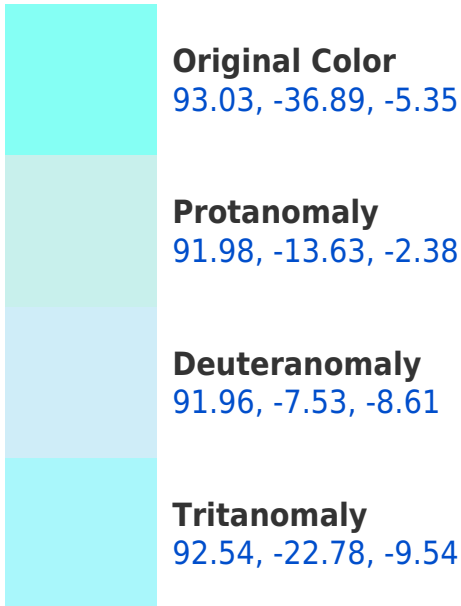 Original Color
93.03, -36.89, -5.35
Protanomaly
91.98, -13.63, -2.38
Deuteranomaly
91.96, -7.53, -8.61
Tritanomaly
92.54, -22.78, -9.54